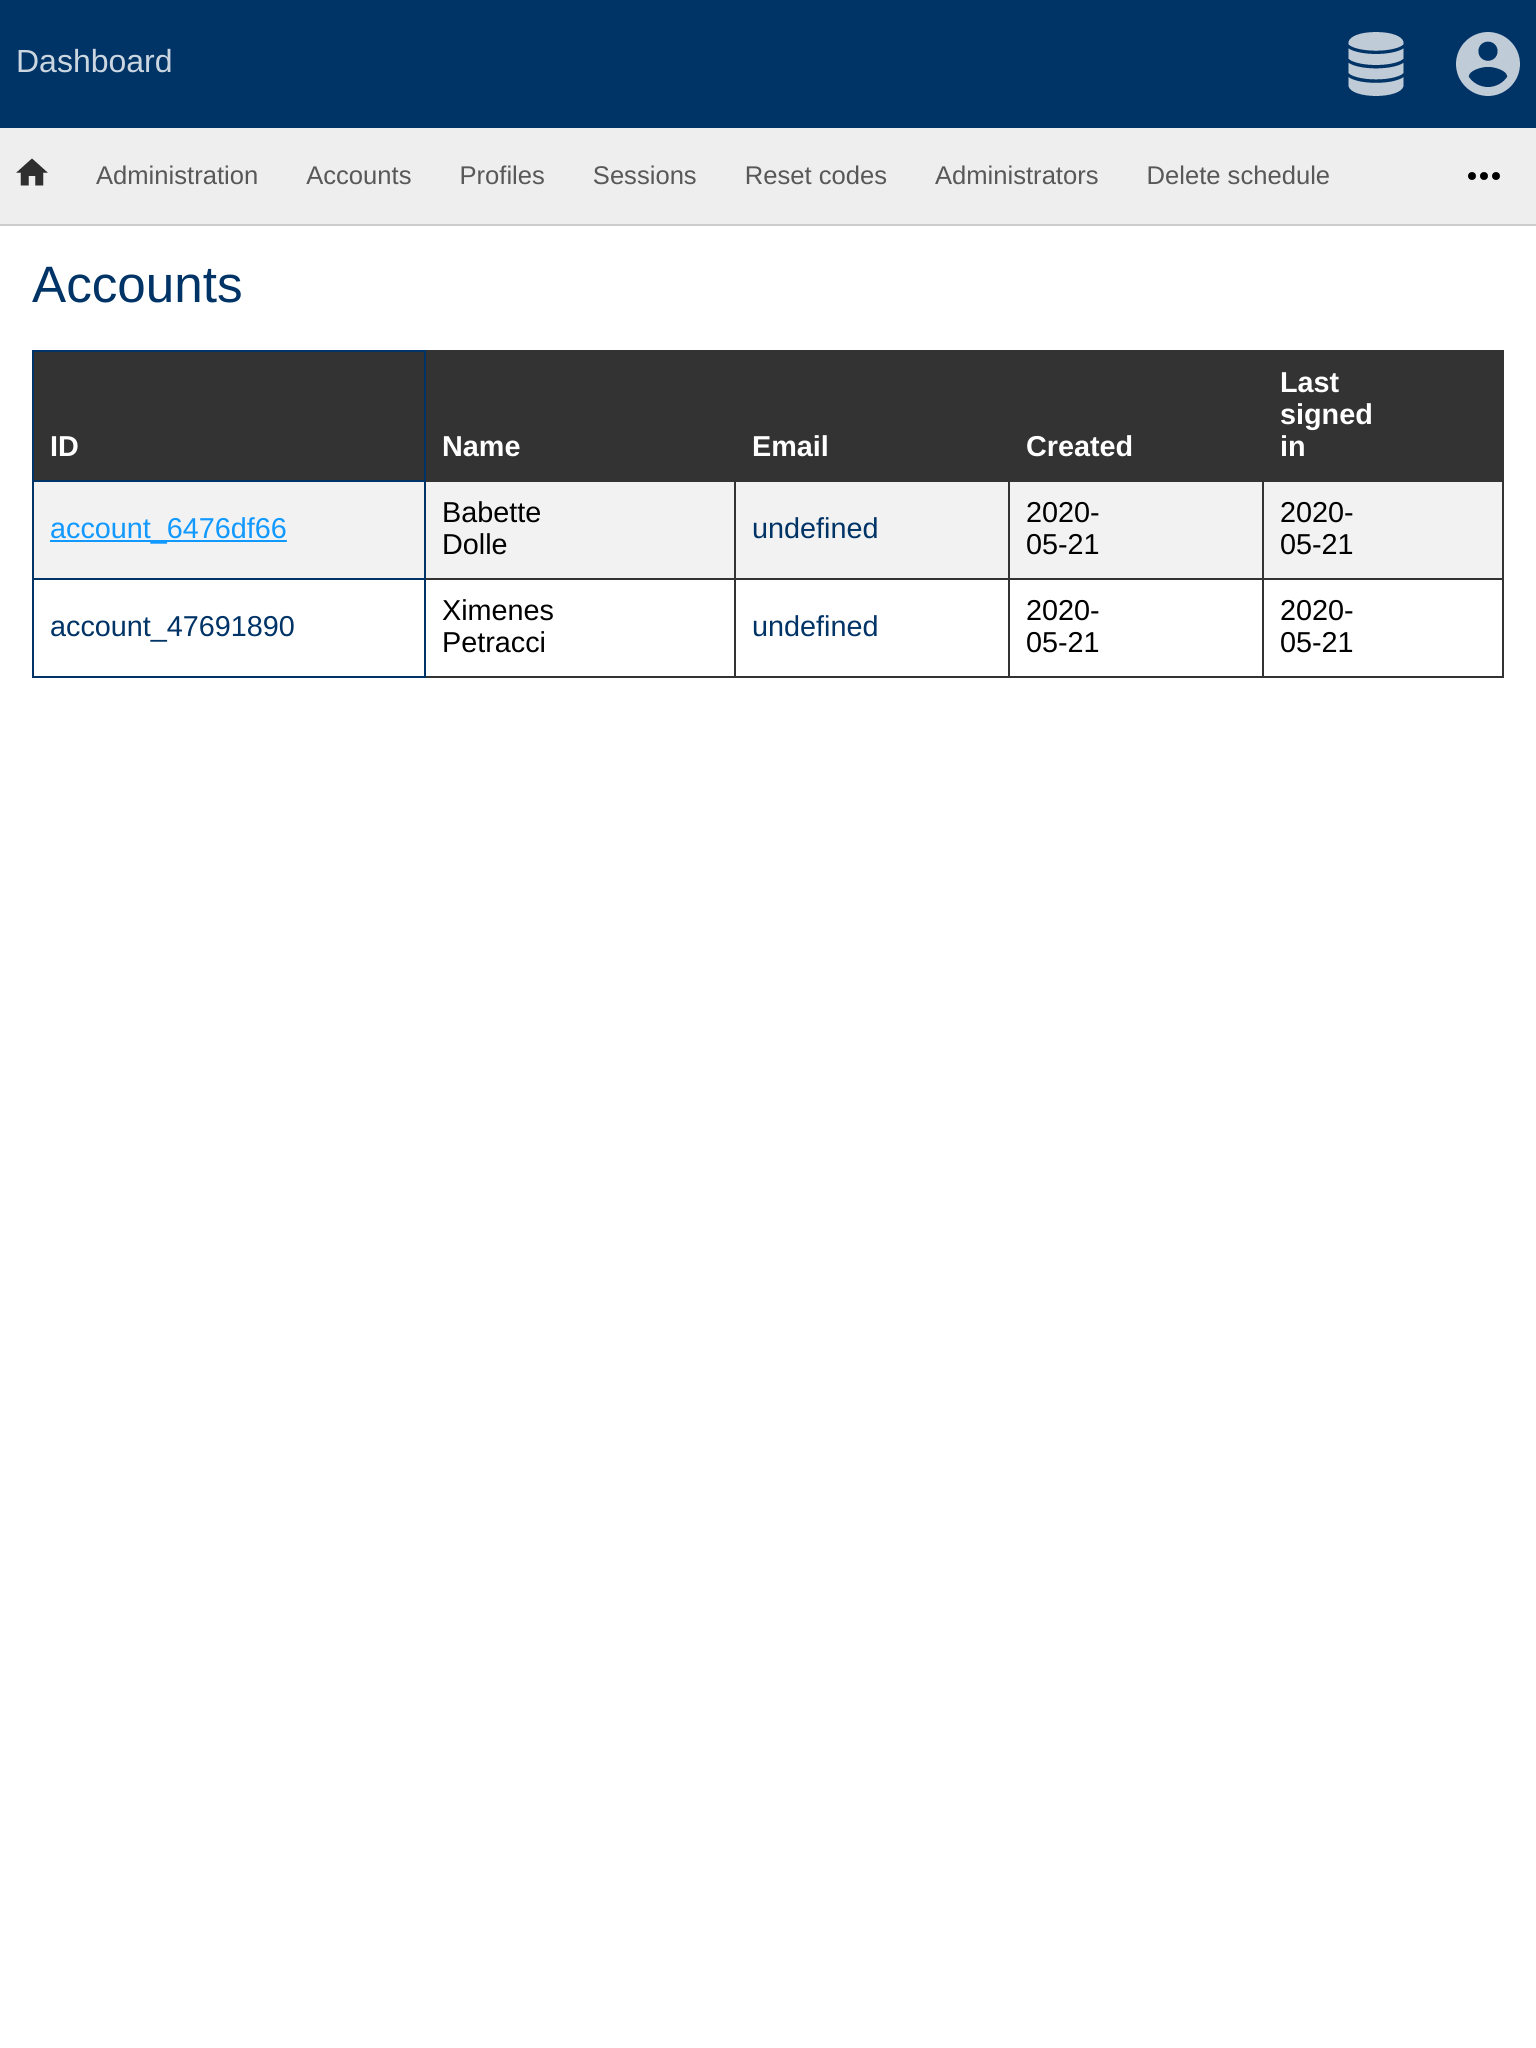 Dashboard
Administration Accounts Profiles Sessions Reset codes Administrators Delete schedule
Accounts
ID Name Email Created Last signed in
account_6476df66 Babette Dolle undefined 2020-05-21 2020-05-21
account_47691890 Ximenes Petracci undefined 2020-05-21 2020-05-21